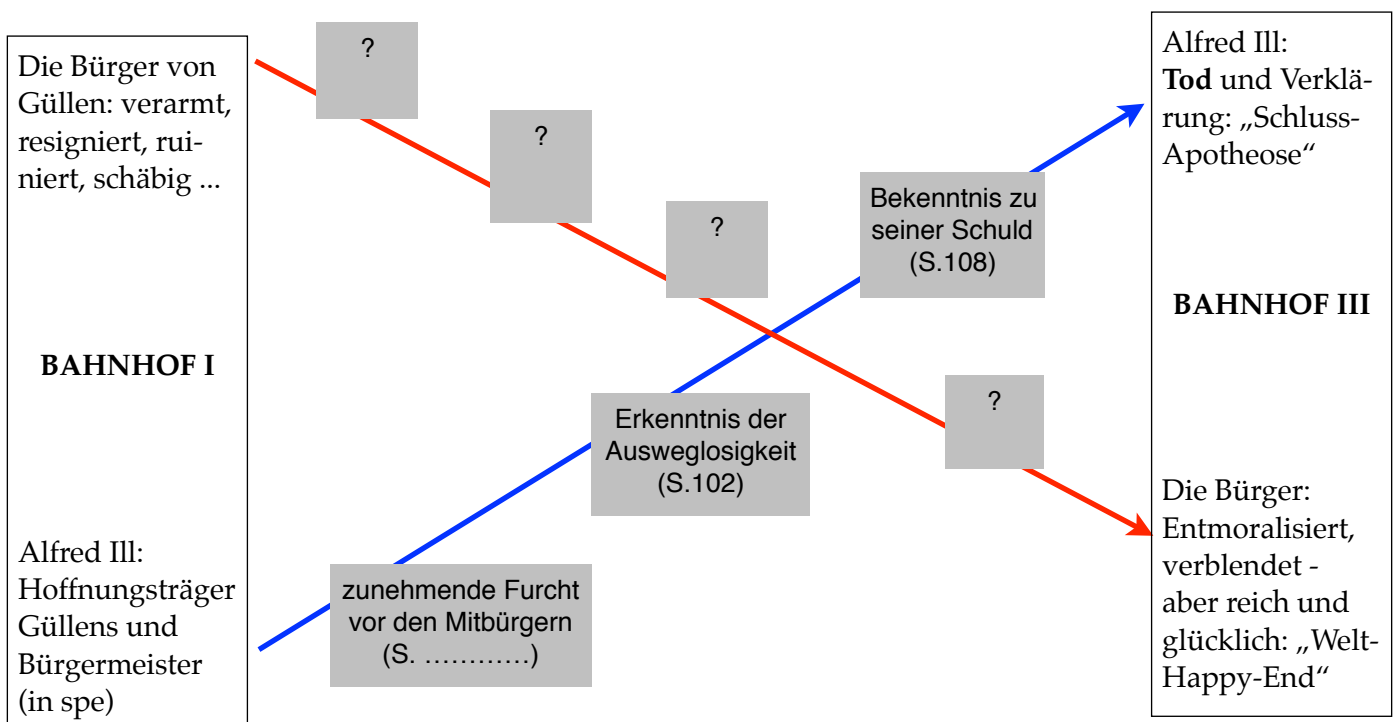 Die Bürger von
Güllen: verarmt,
resigniert, rui-
niert, schäbig ...
BAHNHOF I
Alfred Ill:
Hoffnungsträger
Güllens und
Bürgermeister
(in spe)
?
?
?
?
zunehmende Furcht
vor den Mitbürgern
(S. …………)
Erkenntnis der
Ausweglosigkeit
(S.102)
Bekenntnis zu
seiner Schuld
(S.108)
Alfred Ill:
Tod und Verklä-
rung: „Schluss-
Apotheose“
BAHNHOF III
Die Bürger:
Entmoralisiert,
verblendet -
aber reich und
glücklich: „Welt-
Happy-End“